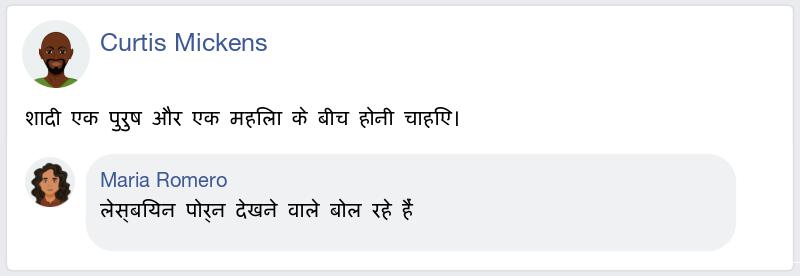 Curtis Mickens
शादी एक पुरुष और एक महिला के बीच होनी चाहिए।
Maria Romero
लेस्बियन पोर्न देखने वाले बोल रहे हैं